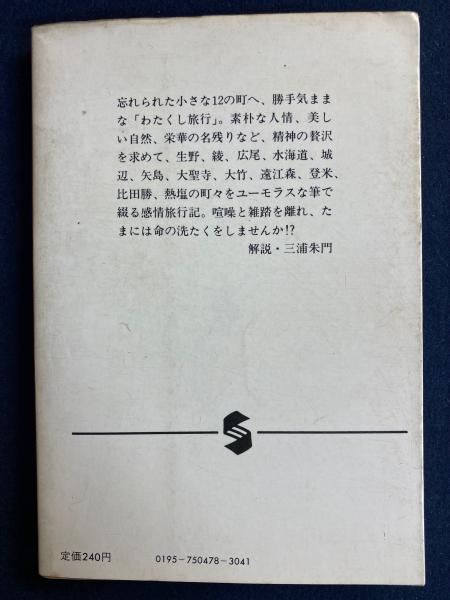 忘れられた小さな12の町へ、勝手気まま
な「わたくし旅行」。素朴な人情、美し
い自然、栄華の名残りなど、精神の贅沢
を求めて、生野、綾、広尾、水海道、城
辺、矢島、大聖寺、大竹、遠江森、登米、
比田勝、熱塩の町々をユーモラスな筆で
綴る感情旅行記。喧噪と雑踏を離れ、た
まには命の洗たくをしませんか!?
解説・三浦朱門
定価240円
0195-750478-3041